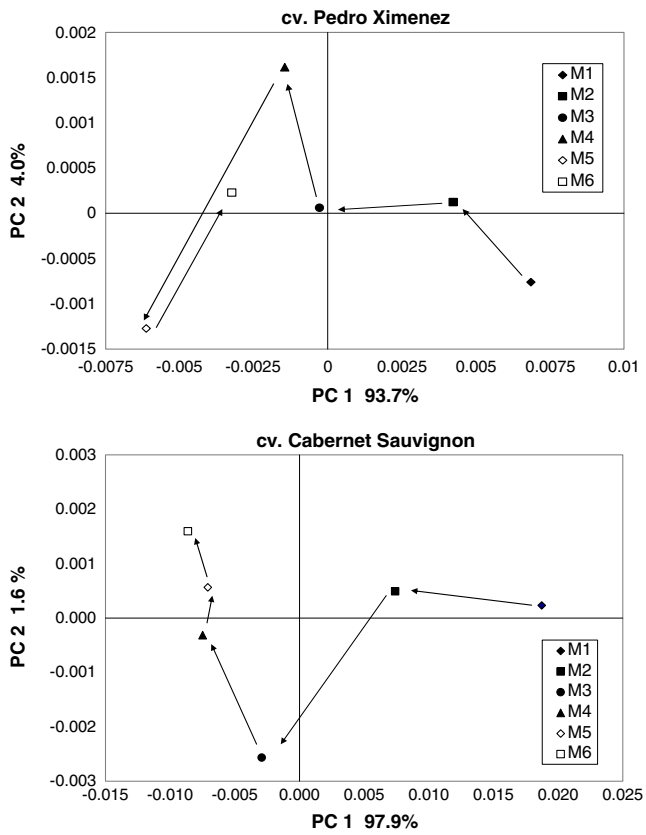 cv. Pedro Ximenez
0.002
0.0015
0.001
0.0005
0
-0.0005
-0.001
-0.0015
PC 2 4.0%
M1
M2
M3
M4
M5
M6
-0.0075 -0.005 -0.0025 0 0.0025 0.005 0.0075 0.01
PC 1 93.7%
cv. Cabernet Sauvignon
0.003
0.002
0.001
0.000
-0.001
-0.002
-0.003
PC 2 1.6 %
M1
M2
M3
M4
M5
M6
-0.015 -0.010 -0.005 0.000 0.005 0.010 0.015 0.020 0.025
PC 1 97.9%